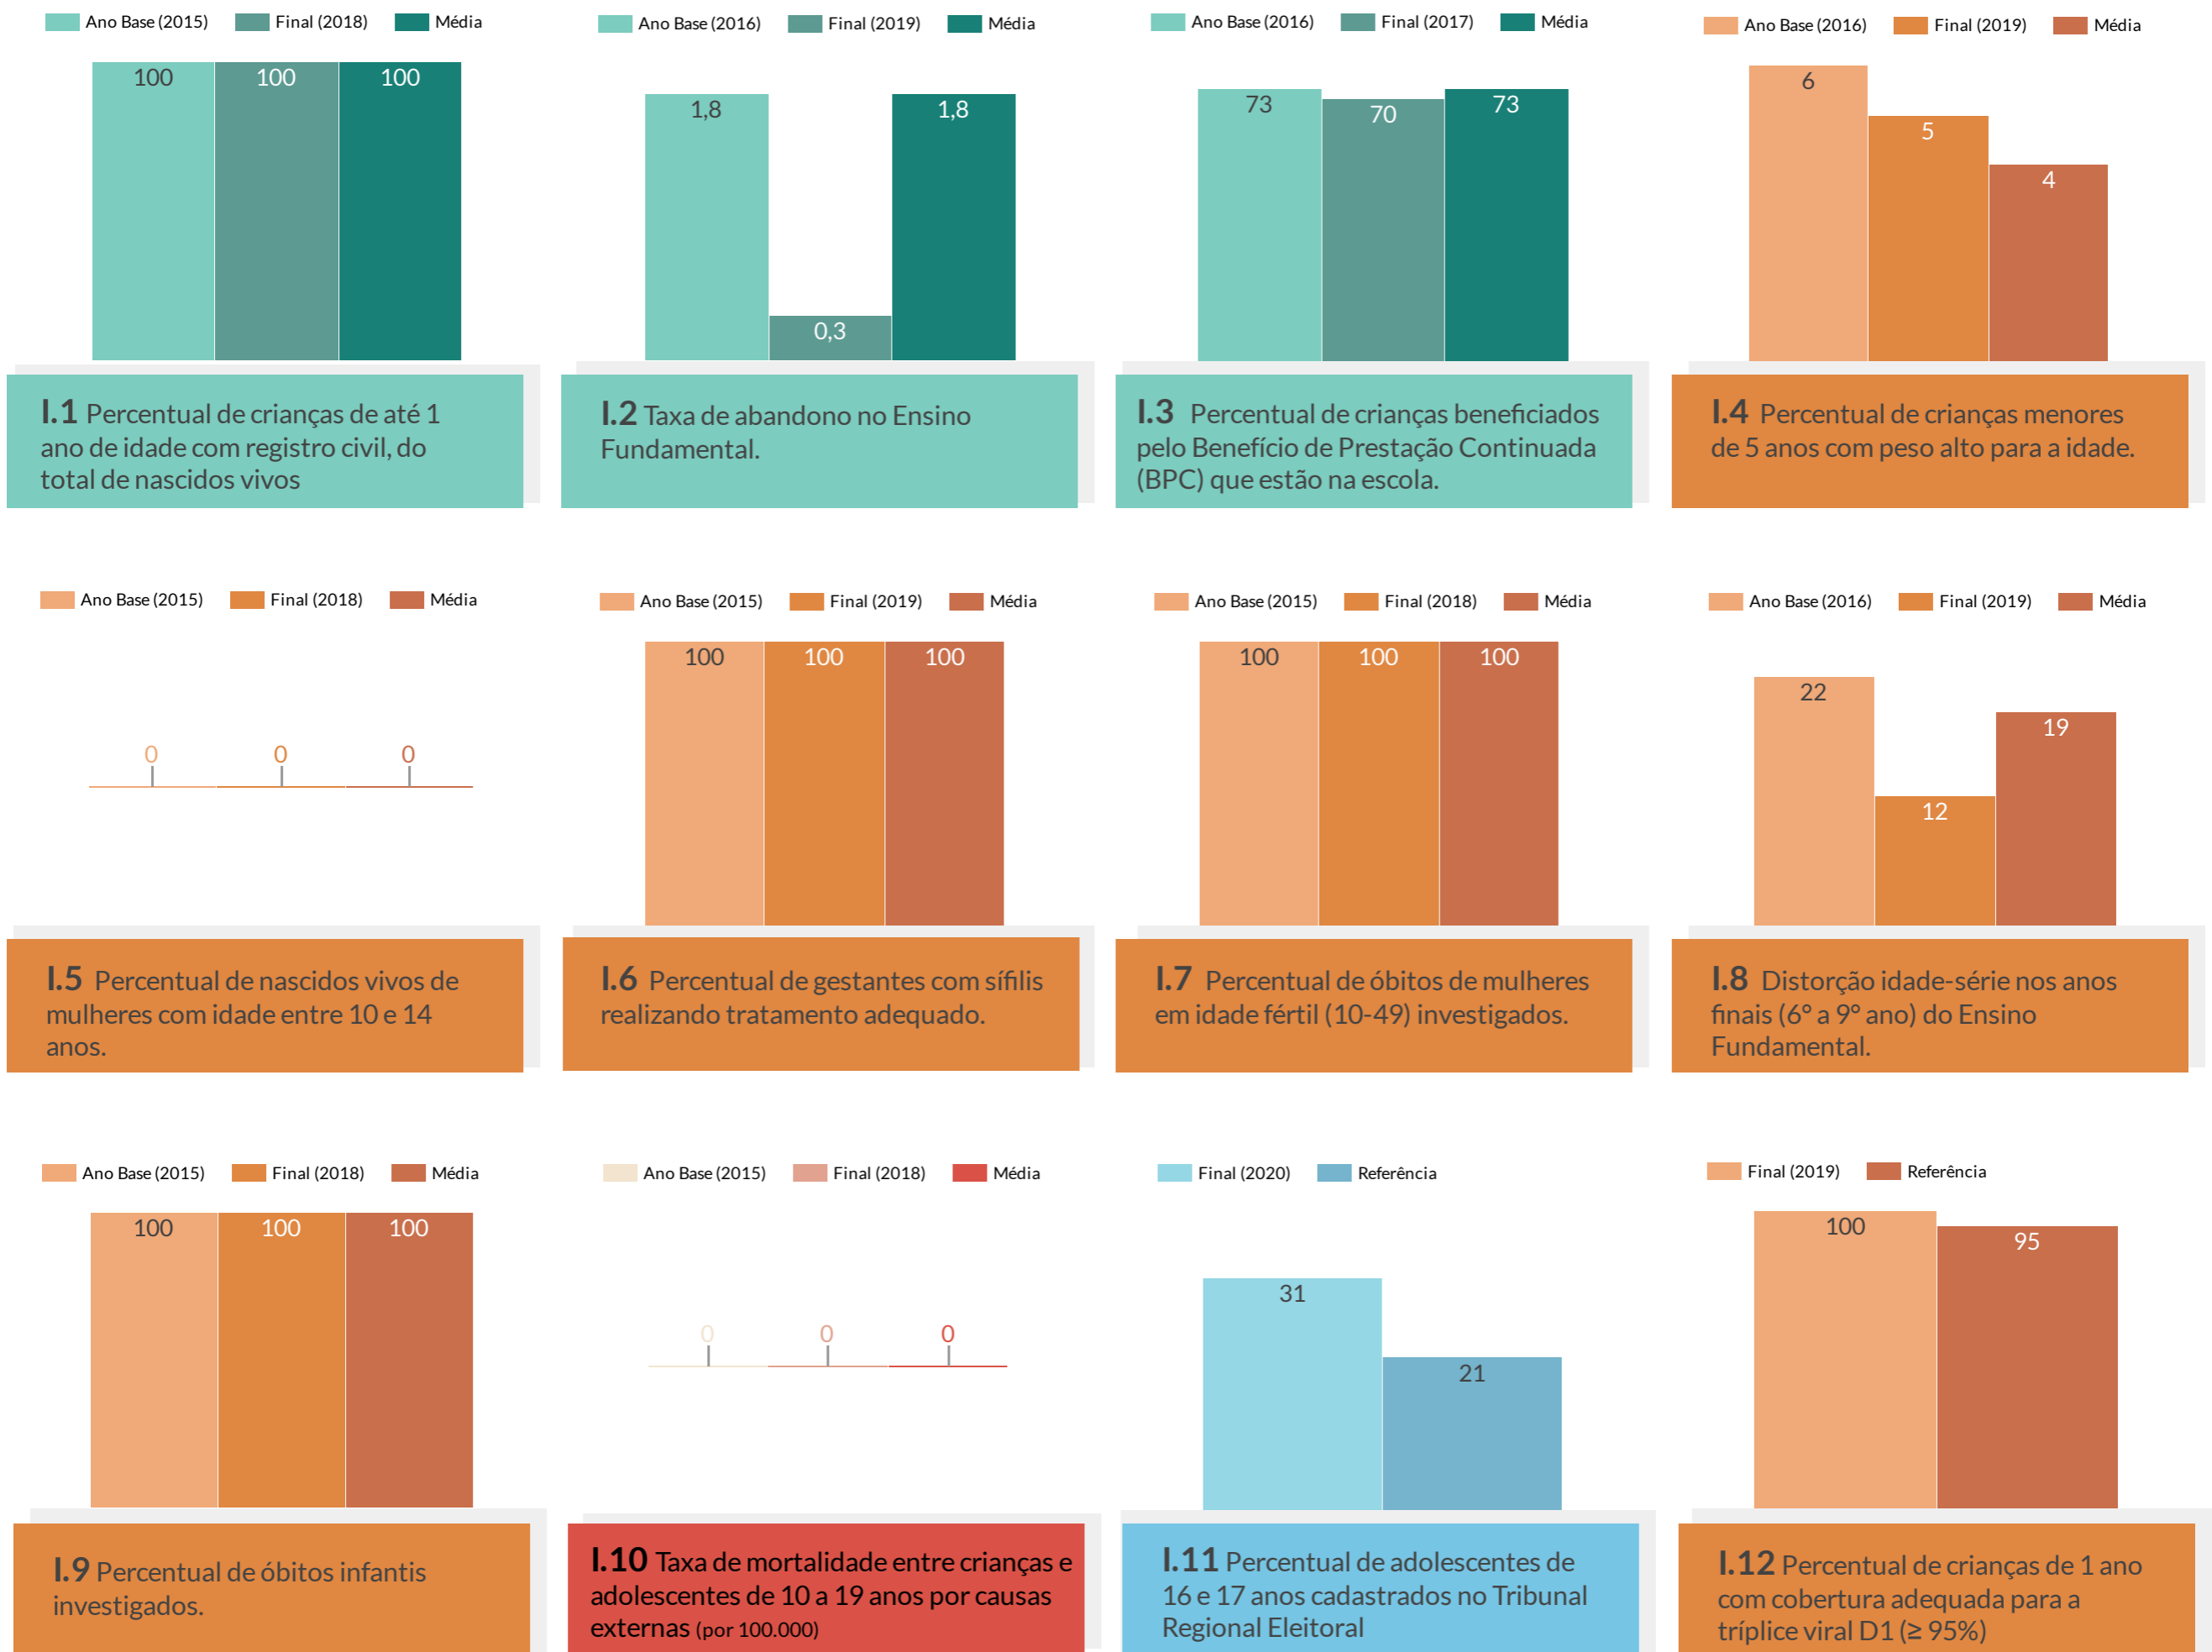 Ano Base (2015) Final (2018) Média
100 100 100
I.1 Percentual de crianças de até 1
ano de idade com registro civil, do
total de nascidos vivos
Ano Base (2016) Final (2019) Média
1,8 0,3 1,8
I.2 Taxa de abandono no Ensino
Fundamental.
Ano Base (2016) Final (2017) Média
73 70 73
I.3 Percentual de crianças beneficiados
pelo Benefício de Prestação Continuada
(BPC) que estão na escola.
Ano Base (2016) Final (2019) Média
6 5 4
I.4 Percentual de crianças menores
de 5 anos com peso alto para a idade.
Ano Base (2015) Final (2018) Média
0 0 0
I.5 Percentual de nascidos vivos de
mulheres com idade entre 10 e 14
anos.
Ano Base (2015) Final (2019) Média
100 100 100
I.6 Percentual de gestantes com sífilis
realizando tratamento adequado.
Ano Base (2015) Final (2018) Média
100 100 100
I.7 Percentual de óbitos de mulheres
em idade fértil (10-49) investigados.
Ano Base (2016) Final (2019) Média
22 12 19
I.8 Distorção idade-série nos anos
finais (6° a 9° ano) do Ensino
Fundamental.
Ano Base (2015) Final (2018) Média
100 100 100
I.9 Percentual de óbitos infantis
investigados.
Ano Base (2015) Final (2018) Média
0 0 0
I.10 Taxa de mortalidade entre crianças e
adolescentes de 10 a 19 anos por causas
externas (por 100.000)
Final (2020) Referência
31 21
I.11 Percentual de adolescentes de
16 e 17 anos cadastrados no Tribunal
Regional Eleitoral
Final (2019) Referência
100 95
I.12 Percentual de crianças de 1 ano
com cobertura adequada para a
tríplice viral D1 (≥ 95%)